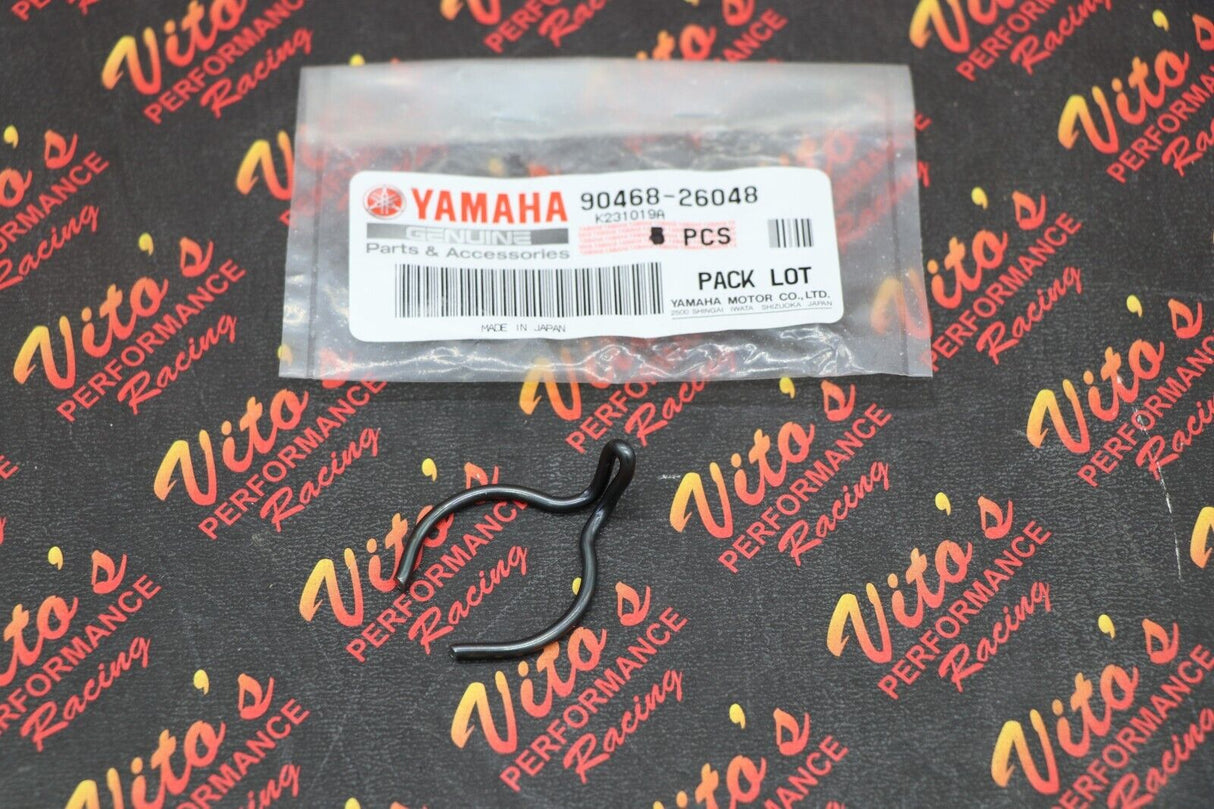 YAMAHA 90468-26048
K231019A
GENUINE
PCS
Parts & Accessories
PACK LOT
YAMAHA MOTOR CO., LTD.
2500 SHINGAI IWATA SHIZUOKA JAPAN
MADE IN JAPAN
Vito's
PERFORMANCE
Racing